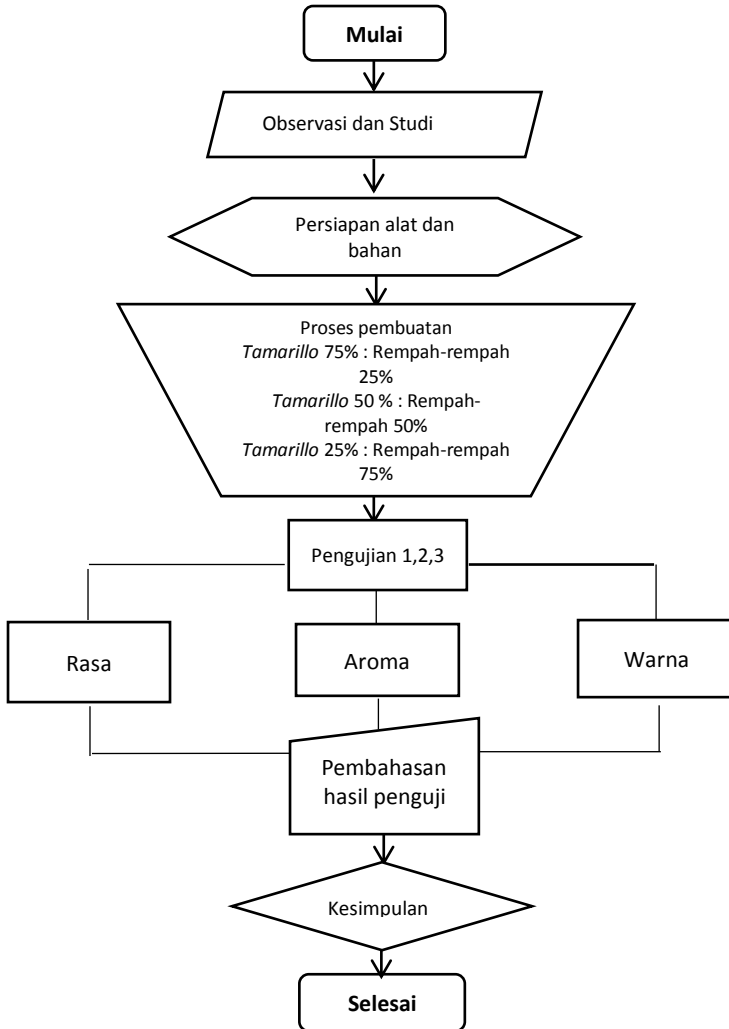 Mulai
Observasi dan Studi
Persiapan alat dan
bahan
Proses pembuatan
Tamarillo 75% : Rempah-rempah
25%
Tamarillo 50 % : Rempah-
rempah 50%
Tamarillo 25% : Rempah-rempah
75%
Pengujian 1,2,3
Rasa
Aroma
Warna
Pembahasan
hasil penguji
Kesimpulan
Selesai